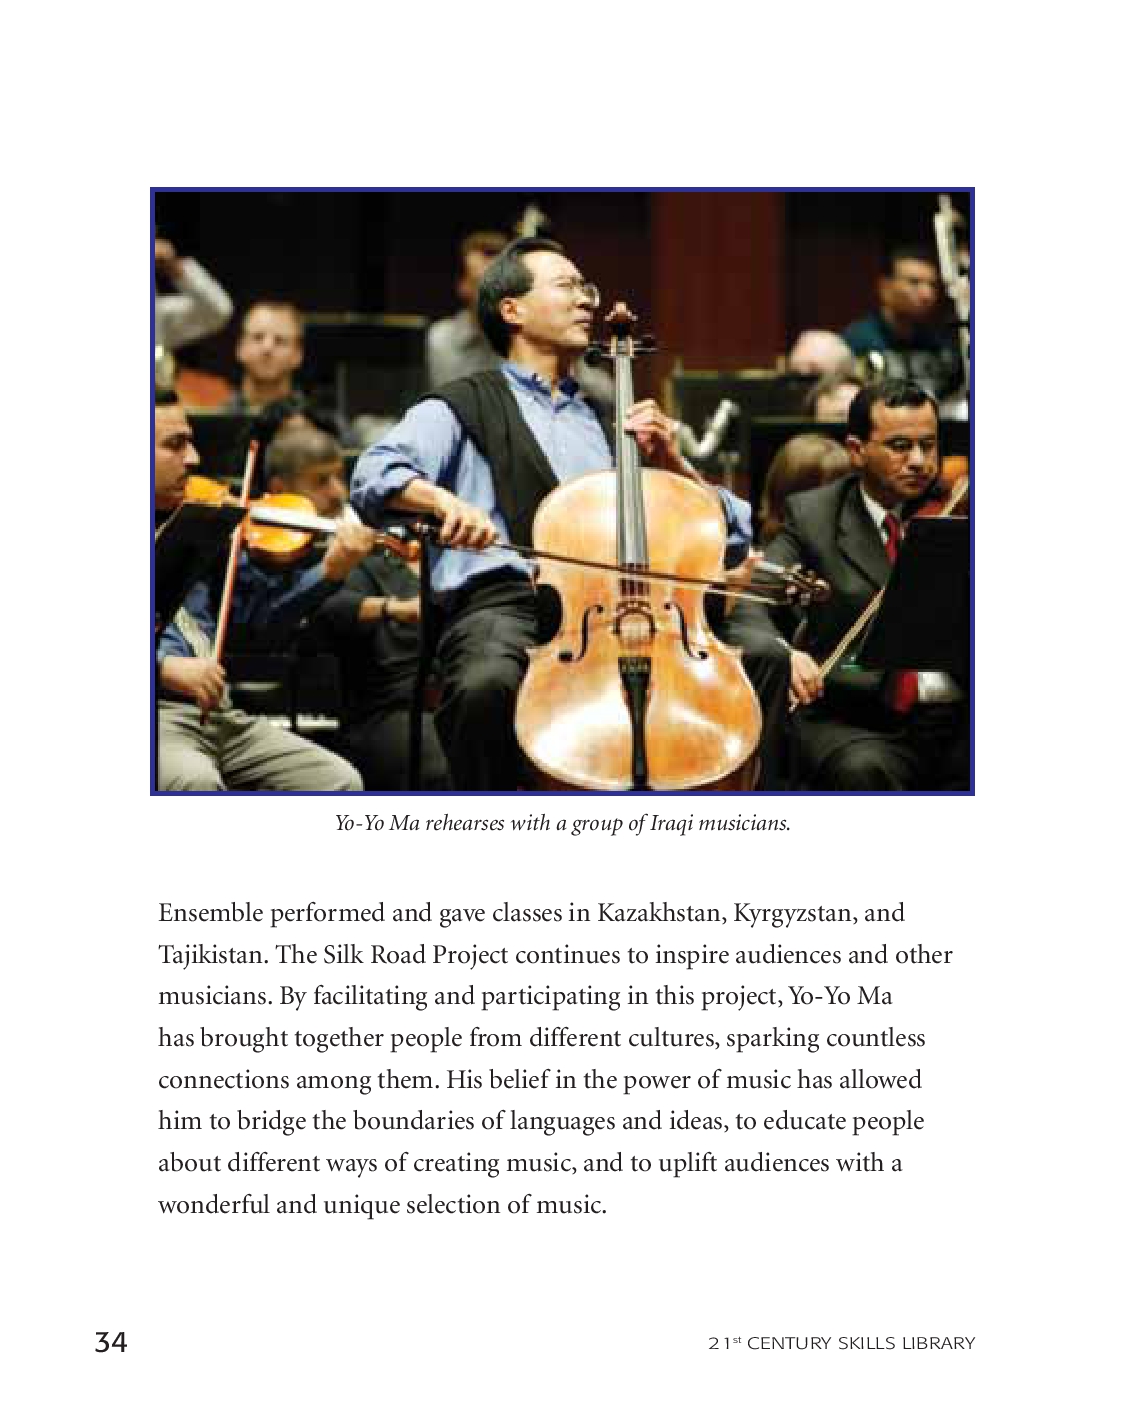 Yo-Yo Ma rehearses with a group of Iraqi musicians.
Ensemble performed and gave classes in Kazakhstan, Kyrgyzstan, and
Tajikistan. The Silk Road Project continues to inspire audiences and other
musicians. By facilitating and participating in this project, Yo-Yo Ma
has brought together people from different cultures, sparking countless
connections among them. His belief in the power of music has allowed
him to bridge the boundaries of languages and ideas, to educate people
about different ways of creating music, and to uplift audiences with a
wonderful and unique selection of music.
34
21st CENTURY SKILLS LIBRARY